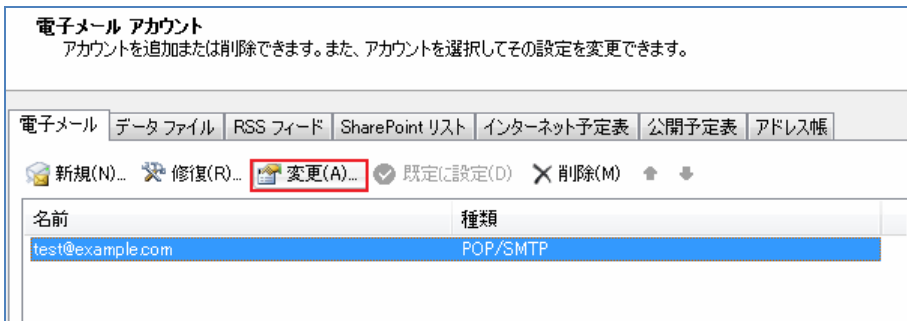 電子メール アカウント
アカウントを追加または削除できます。また、アカウントを選択してその設定を変更できます。
電子メール データ ファイル RSS フィード SharePoint リスト インターネット予定表 公開予定表 アドレス帳
新規(N)... 修復(R)... 変更(A)... 既定に設定(D) 削除(M)
名前 種類
test@example.com POP/SMTP